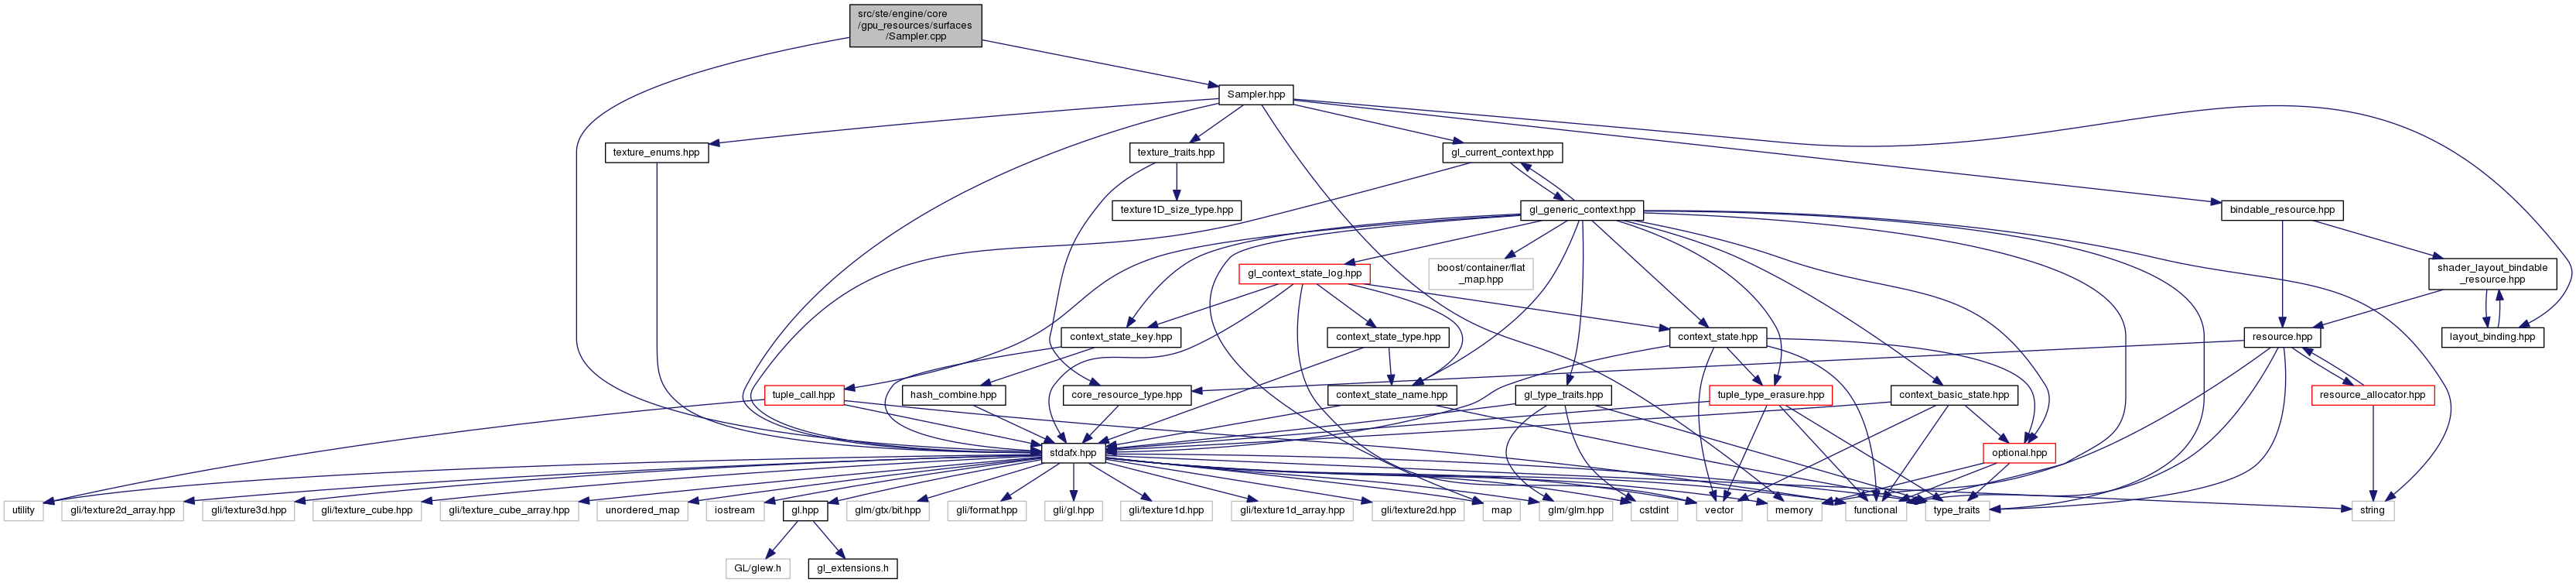 src/ste/engine/core
/gpu_resources/surfaces
/Sampler.cpp
Sampler.hpp
texture_enums.hpp
texture_traits.hpp
gl_current_context.hpp
texture1D_size_type.hpp
gl_generic_context.hpp
bindable_resource.hpp
gl_context_state_log.hpp
boost/container/flat
_map.hpp
shader_layout_bindable
_resource.hpp
context_state_key.hpp
context_state_type.hpp
context_state.hpp
resource.hpp
layout_binding.hpp
tuple_call.hpp
hash_combine.hpp
core_resource_type.hpp
context_state_name.hpp
gl_type_traits.hpp
tuple_type_erasure.hpp
context_basic_state.hpp
resource_allocator.hpp
stdafx.hpp
optional.hpp
utility
gli/texture2d_array.hpp
gli/texture3d.hpp
gli/texture_cube.hpp
gli/texture_cube_array.hpp
unordered_map
iostream
gl.hpp
glm/gtx/bit.hpp
gli/format.hpp
gli/gl.hpp
gli/texture1d.hpp
gli/texture1d_array.hpp
gli/texture2d.hpp
map
glm/glm.hpp
cstdint
vector
memory
functional
type_traits
string
GL/glew.h
gl_extensions.h